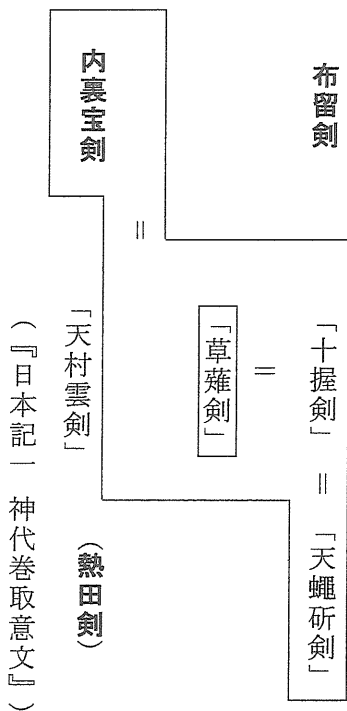 布留剣
「十握剣」＝「天蠅斫剣」
＝
「草薙剣」
内裏宝剣
＝
「天村雲剣」
（熱田剣）
（『日本記一　神代巻取意文』）